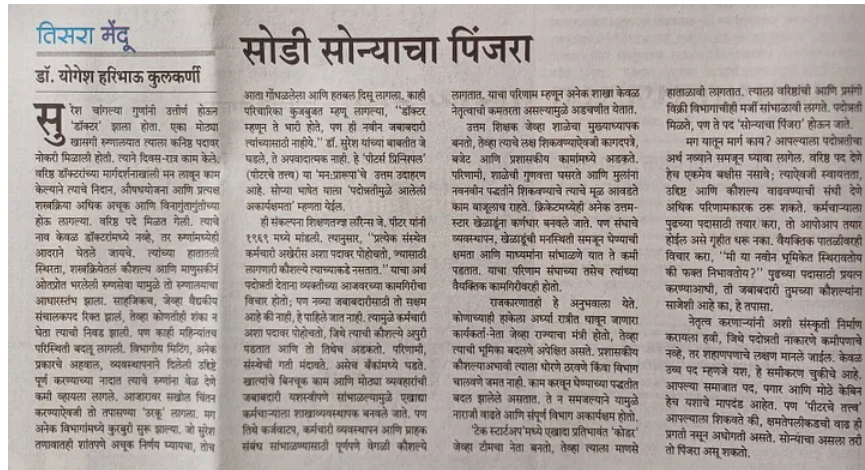 तिसरा मेंदू
डॉ. योगेश हरिभाऊ कुलकर्णी
सोडी सोन्याचा पिंजरा
सुरेश चांगल्या गुणांनी उत्तीर्ण होऊन
'डॉक्टर' झाला होता. एका मोठ्या
खासगी रुग्णालयात त्याला कनिष्ठ पदावर
नोकरी मिळाली होती. त्याने दिवस-रात्र काम केले.
वरिष्ठ डॉक्टरांच्या मार्गदर्शनाखाली मन लावून काम
केल्याने त्याचे निदान, औषधयोजना आणि प्रत्यक्ष
शस्त्रक्रिया अधिक अचूक आणि विनागुंतागुंतीच्या
होऊ लागल्या. वरिष्ठ पदे मिळत गेली. त्याचे
नाव केवळ डॉक्टरांमध्ये नव्हे, तर रुग्णांमध्येही
आदराने घेतले जायचे. त्यांच्या हातातली
स्थिरता, शस्त्रक्रियेतलं कौशल्य आणि माणुसकीनं
ओतप्रोत भरलेली रुग्णसेवा यामुळे तो रुग्णालयाचा
आधारस्तंभ झाला. साहजिकच, जेव्हा वैद्यकीय
संचालकपद रिक्त झालं, तेव्हा कोणतीही शंका न
घेता त्याची निवड झाली. पण काही महिन्यांतच
परिस्थिती बदलू लागली. विभागीय मिटिंग, अनेक
प्रकारचे अहवाल, व्यवस्थापनाने दिलेली उद्दिष्टे
पूर्ण करण्याच्या नादात त्याचे रुग्णांना वेळ देणे
कमी व्हायला लागले. आजारावर सखोल चिंतन
करण्याऐवजी तो तपासण्या 'उरकू' लागला. मग
अनेक विभागांमध्ये कुरबुरी सुरू झाल्या. जो सुरेश
तणावातही शांतपणे अचूक निर्णय घ्यायचा, तोच
आता गोंधळलेला आणि हतबल दिसू लागला. काही
परिचारिका कुजबुजत म्हणू लागल्या, ''डॉक्टर
म्हणून ते भारी होते, पण ही नवीन जबाबदारी
त्यांच्यासाठी नाहीये.'' डॉ. सुरेश यांच्या बाबतीत जे
घडले, ते अपवादात्मक नाही. हे 'पीटर्स प्रिन्सिपल'
(पीटरचे तत्त्व) या 'मन:प्रारूपा'चे उत्तम उदाहरण
आहे. सोप्या भाषेत याला 'पदोन्नतीमुळे आलेली
अकार्यक्षमता' म्हणता येईल.
ही संकल्पना शिक्षणतज्ज्ञ लॉरेन्स जे. पीटर यांनी
१९६९ मध्ये मांडली. त्यानुसार, ''प्रत्येक संस्थेत
कर्मचारी अखेरीस अशा पदावर पोहोचतो, ज्यासाठी
लागणारी कौशल्ये त्याच्याकडे नसतात.'' याचा अर्थ
पदोन्नती देताना व्यक्तीच्या आजवरच्या कामगिरीचा
विचार होतो; पण नव्या जबाबदारीसाठी तो सक्षम
आहे की नाही, हे पाहिले जात नाही. त्यामुळे कर्मचारी
अशा पदावर पोहोचतो, जिथे त्याची कौशल्ये अपुरी
पडतात आणि तो तिथेच अडकतो. परिणामी,
संस्थेची गती मंदावते. असेच बँकांमध्ये घडते.
खात्यांचे बिनचूक काम आणि मोठ्या व्यवहारांची
जबाबदारी यशस्वीपणे सांभाळल्यामुळे एखाद्या
कर्मचाऱ्याला शाखाव्यवस्थापक बनवले जाते. पण
तिथे कर्जवाटप, कर्मचारी व्यवस्थापन आणि ग्राहक
संबंध सांभाळण्यासाठी पूर्णपणे वेगळी कौशल्ये
लागतात. याचा परिणाम म्हणून अनेक शाखा केवळ
नेतृत्वाची कमतरता असल्यामुळे अडचणीत येतात.
उत्तम शिक्षक जेव्हा शाळेचा मुख्याध्यापक
बनतो, तेव्हा त्याचे लक्ष शिकवण्याऐवजी कागदपत्रे,
बजेट आणि प्रशासकीय कामांमध्ये अडकते.
परिणामी, शाळेची गुणवत्ता घसरते आणि मुलांना
नवनवीन पद्धतीने शिकवण्याचे त्याचे मूळ आवडते
काम बाजूलाच राहते. क्रिकेटमध्येही अनेक उत्तम-
स्टार खेळाडूंना कर्णधार बनवले जाते. पण संघाचे
व्यवस्थापन, खेळाडूंची मनस्थिती समजून घेण्याची
क्षमता आणि माध्यमांना सांभाळणे यात ते कमी
पडतात. याचा परिणाम संघाच्या तसेच त्यांच्या
वैयक्तिक कामगिरीवरही होतो.
राजकारणातही हे अनुभवाला येते.
कोणाच्याही हाकेला अर्ध्या रात्रीत धावून जाणारा
कार्यकर्ता-नेता जेव्हा राज्याचा मंत्री होतो, तेव्हा
त्याची भूमिका बदलणे अपेक्षित असते. प्रशासकीय
कौशल्याअभावी त्याला धोरणे ठरवणे किंवा विभाग
चालवणे जमत नाही. काम करवून घेण्याच्या पद्धतीत
बदल झालेले असतात. ते न समजल्याने यामुळे
नाराजी वाढते आणि संपूर्ण विभाग अकार्यक्षम होतो.
'टेक स्टार्टअप'मध्ये एखादा प्रतिभावंत 'कोडर'
जेव्हा टीमचा नेता बनतो, तेव्हा त्याला माणसे
हाताळावी लागतात. त्याला वरिष्ठांची आणि प्रसंगी
विक्री विभागाचीही मर्जी सांभाळावी लागते. पदोन्नती
मिळते, पण ते पद 'सोन्याचा पिंजरा' होऊन जाते.
मग यातून मार्ग काय? आपल्याला पदोन्नतीचा
अर्थ नव्याने समजून घ्यावा लागेल. वरिष्ठ पद देणे
हेच एकमेव बक्षीस नसावे; त्याऐवजी स्वायत्तता,
उद्दिष्ट आणि कौशल्य वाढवण्याची संधी देणे
अधिक परिणामकारक ठरू शकते. कर्मचाऱ्याला
पुढच्या पदासाठी तयार करा, तो आपोआप तयार
होईल असे गृहीत धरू नका. वैयक्तिक पातळीवरही
विचार करा, ''मी या नवीन भूमिकेत स्थिरावतोय
की फक्त निभावतोय?'' पुढच्या पदासाठी प्रयत्न
करण्याआधी, ती जबाबदारी तुमच्या कौशल्यांना
साजेशी आहे का, हे तपासा.
नेतृत्व करणाऱ्यांनी अशी संस्कृती निर्माण
करायला हवी, जिथे पदोन्नती नाकारणे कमीपणाचे
नव्हे, तर शहाणपणाचे लक्षण मानले जाईल. केवळ
उच्च पद म्हणजे यश, हे समीकरण चुकीचे आहे.
आपल्या समाजात पद, पगार आणि मोठे केबिन
हेच यशाचे मापदंड आहेत. पण 'पीटरचे तत्त्व'
आपल्याला शिकवते की, क्षमतेपलीकडची वाढ ही
प्रगती नसून अधोगती असते. सोन्याचा असला तरी
तो पिंजरा असू शकतो.